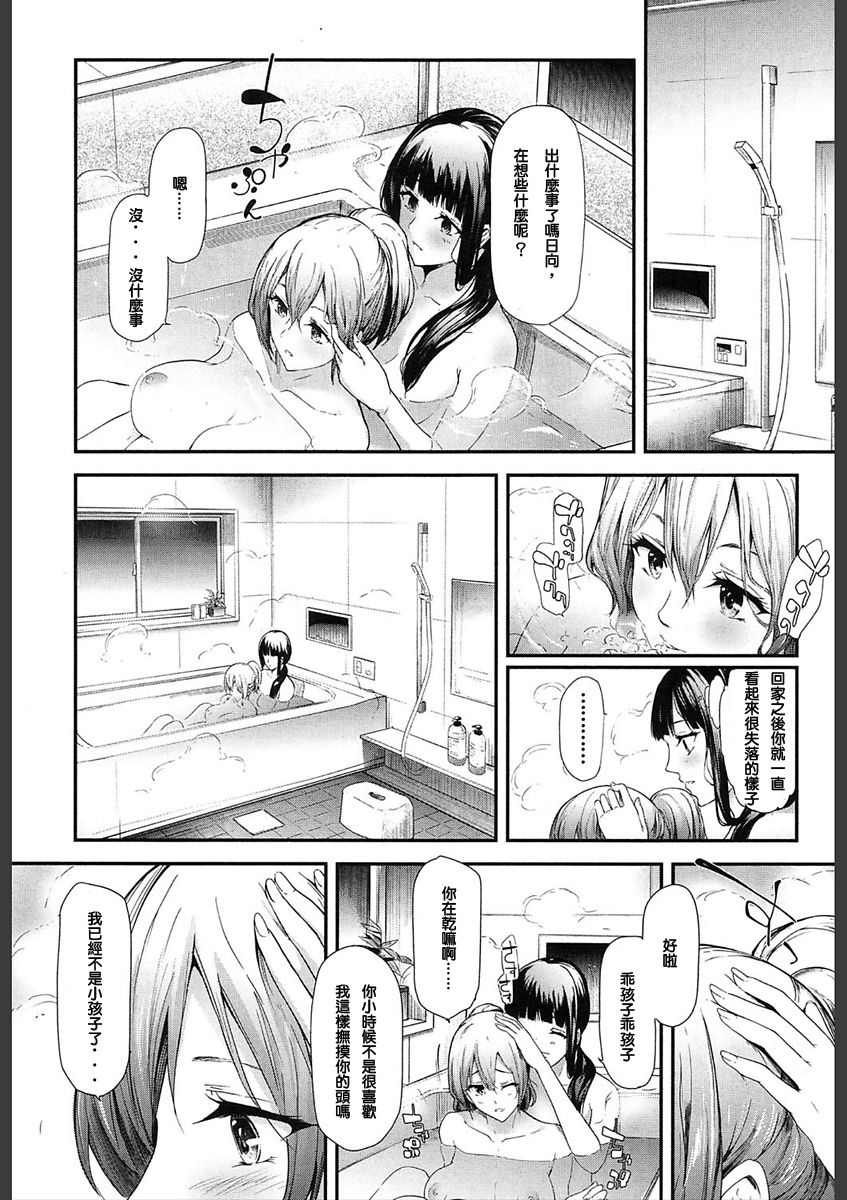 出什麼事了嗎日向，
在想些什麼呢？
ちゃぷん
嗯……
沒．．．沒什麼事
回家之後你就一直
看起來很失落的樣子
…………
好啦
乖孩子乖孩子
你在乾嘛啊……
なでなで
你小時候不是很喜歡
我這樣撫摸你的頭嗎
我已經不是小孩子了．．．